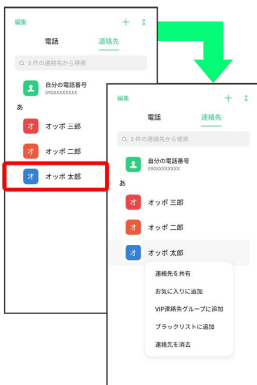 編集
電話 連絡先
3 件の連絡先から検索
自分の電話番号
090XXXXXXXX
あ
オ オッポ 三郎
オ オッポ 二郎
オ オッポ 太郎
編集
電話 連絡先
3 件の連絡先から検索
自分の電話番号
090XXXXXXXX
あ
オ オッポ 三郎
オ オッポ 二郎
オ オッポ 太郎
連絡先を共有
お気に入りに追加
VIP連絡先グループに追加
ブラックリストに追加
連絡先を消去